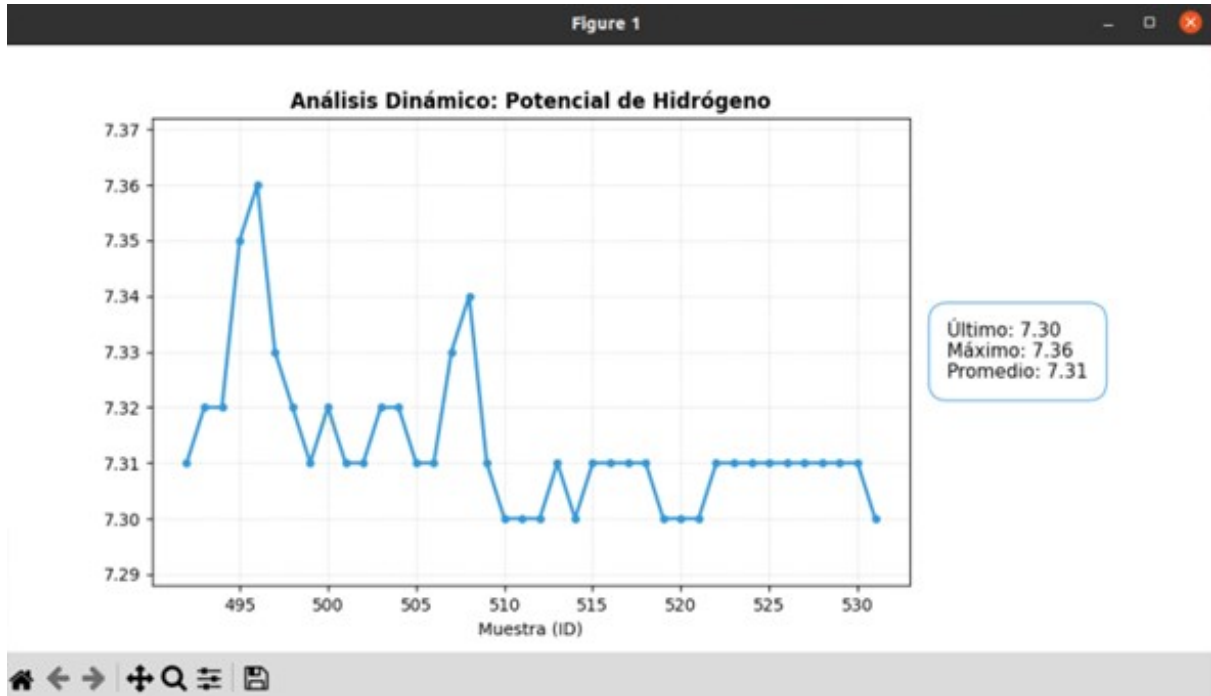 Figure 1
Análisis Dinámico: Potencial de Hidrógeno
7.37
7.36
7.35
7.34
7.33
7.32
7.31
7.30
7.29
495 500 505 510 515 520 525 530
Muestra (ID)
Último: 7.30
Máximo: 7.36
Promedio: 7.31